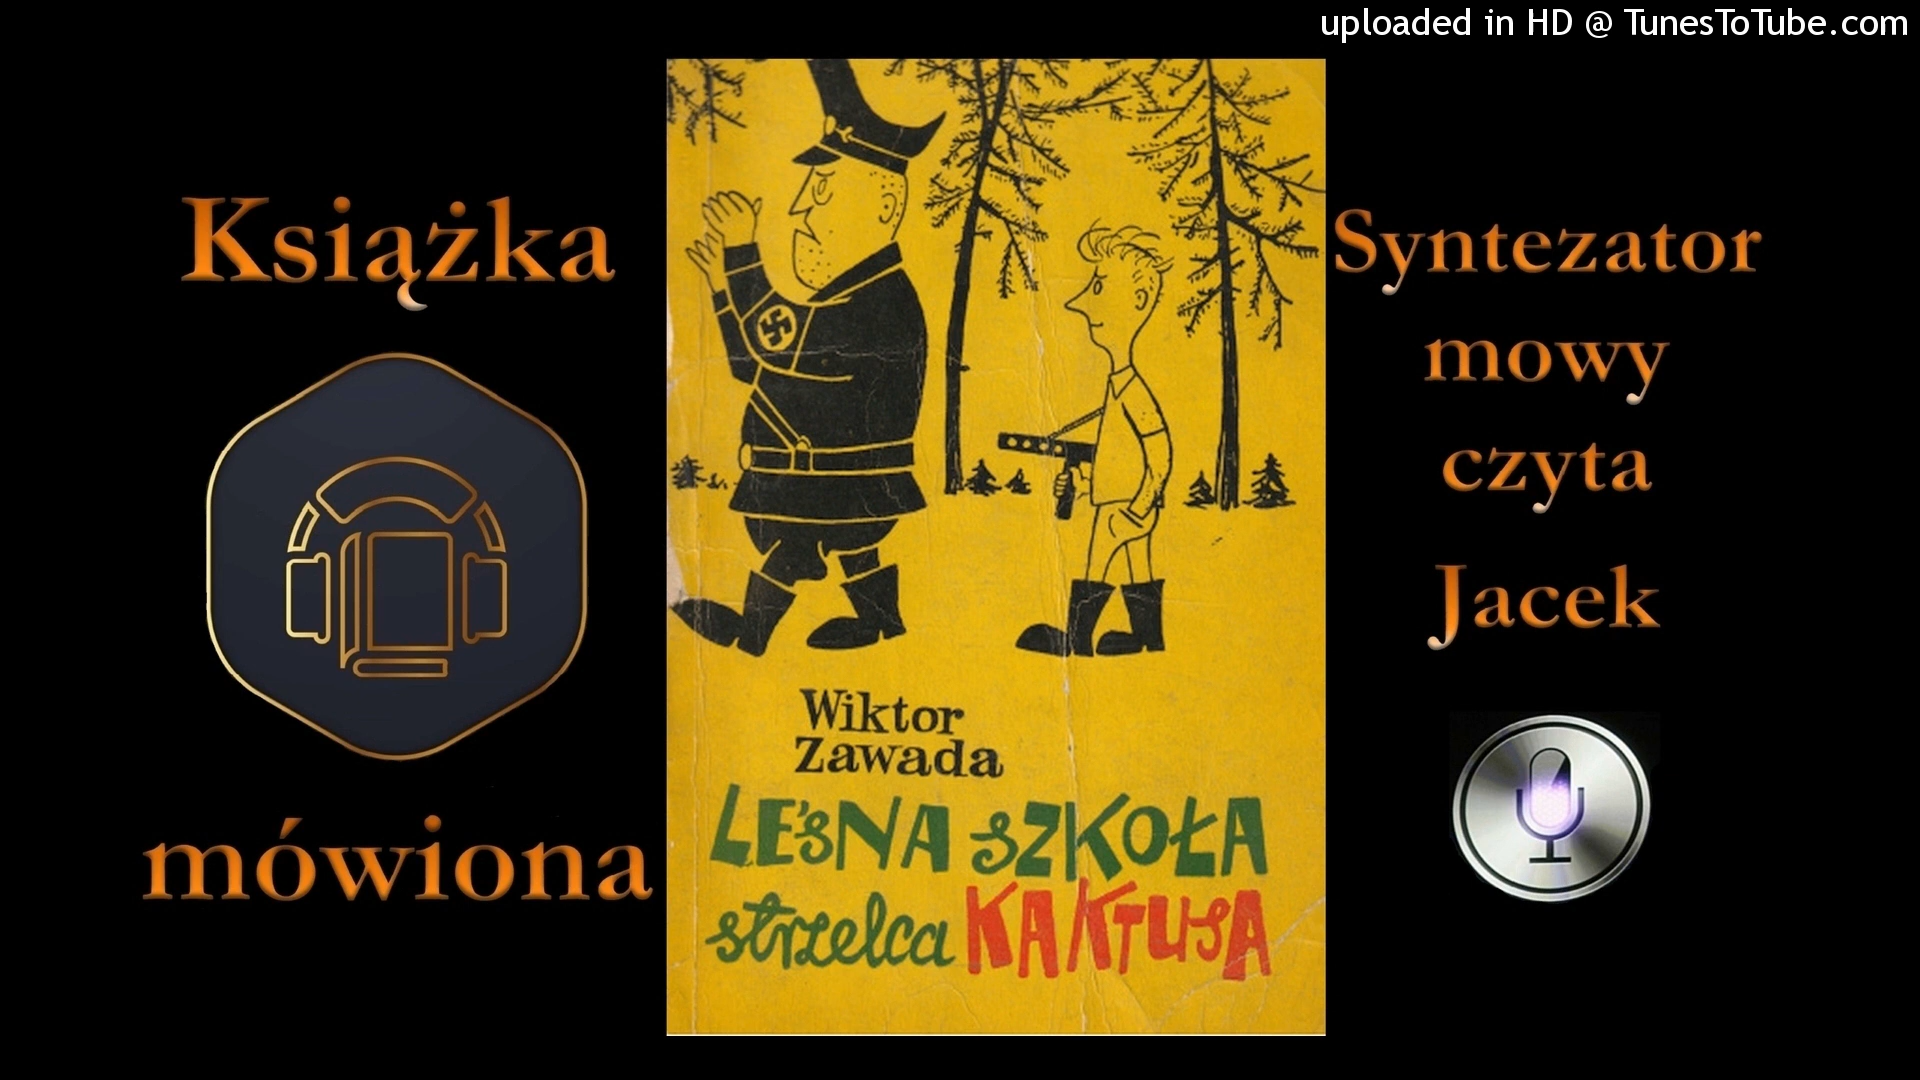 uploaded in HD @ TunesToTube.com
Książka
mówiona
Wiktor
Zawada
LEŚNA SZKOŁA
strzelca KAKTUSA
Syntezator
mowy
czyta
Jacek